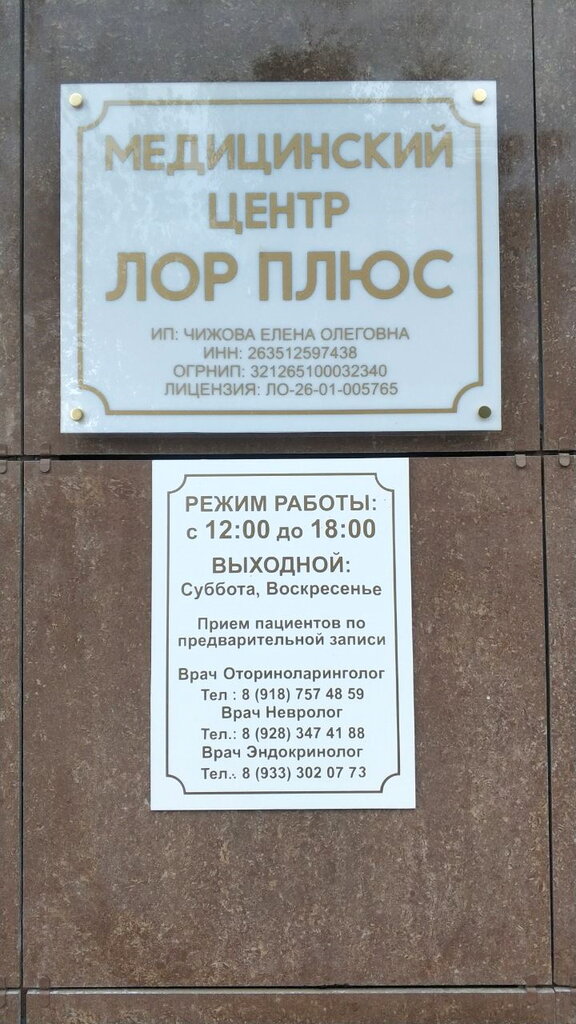 МЕДИЦИНСКИЙ
ЦЕНТР
ЛОР ПЛЮС
ИП: ЧИЖОВА ЕЛЕНА ОЛЕГОВНА
ИНН: 263512597438
ОГРНИП: 321265100032340
ЛИЦЕНЗИЯ: ЛО-26-01-005765
РЕЖИМ РАБОТЫ:
с 12:00 до 18:00
ВЫХОДНОЙ:
Суббота, Воскресенье
Прием пациентов по
предварительной записи
Врач Оториноларинголог
Тел : 8 (918) 757 48 59
Врач Невролог
Тел.: 8 (928) 347 41 88
Врач Эндокринолог
Тел.: 8 (933) 302 07 73